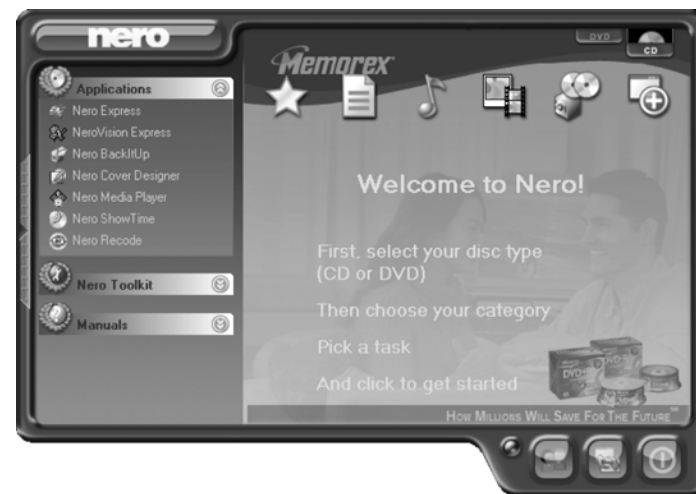 nero
Applications
Nero Express
NeroVision Express
Nero BackItUp
Nero Cover Designer
Nero Media Player
Nero ShowTime
Nero Recode
Nero Toolkit
Manuals
DVD
CD
Memorex
Welcome to Nero!
First, select your disc type
(CD or DVD)
Then choose your category
Pick a task
And click to get started
How Millions Will Save For The Future